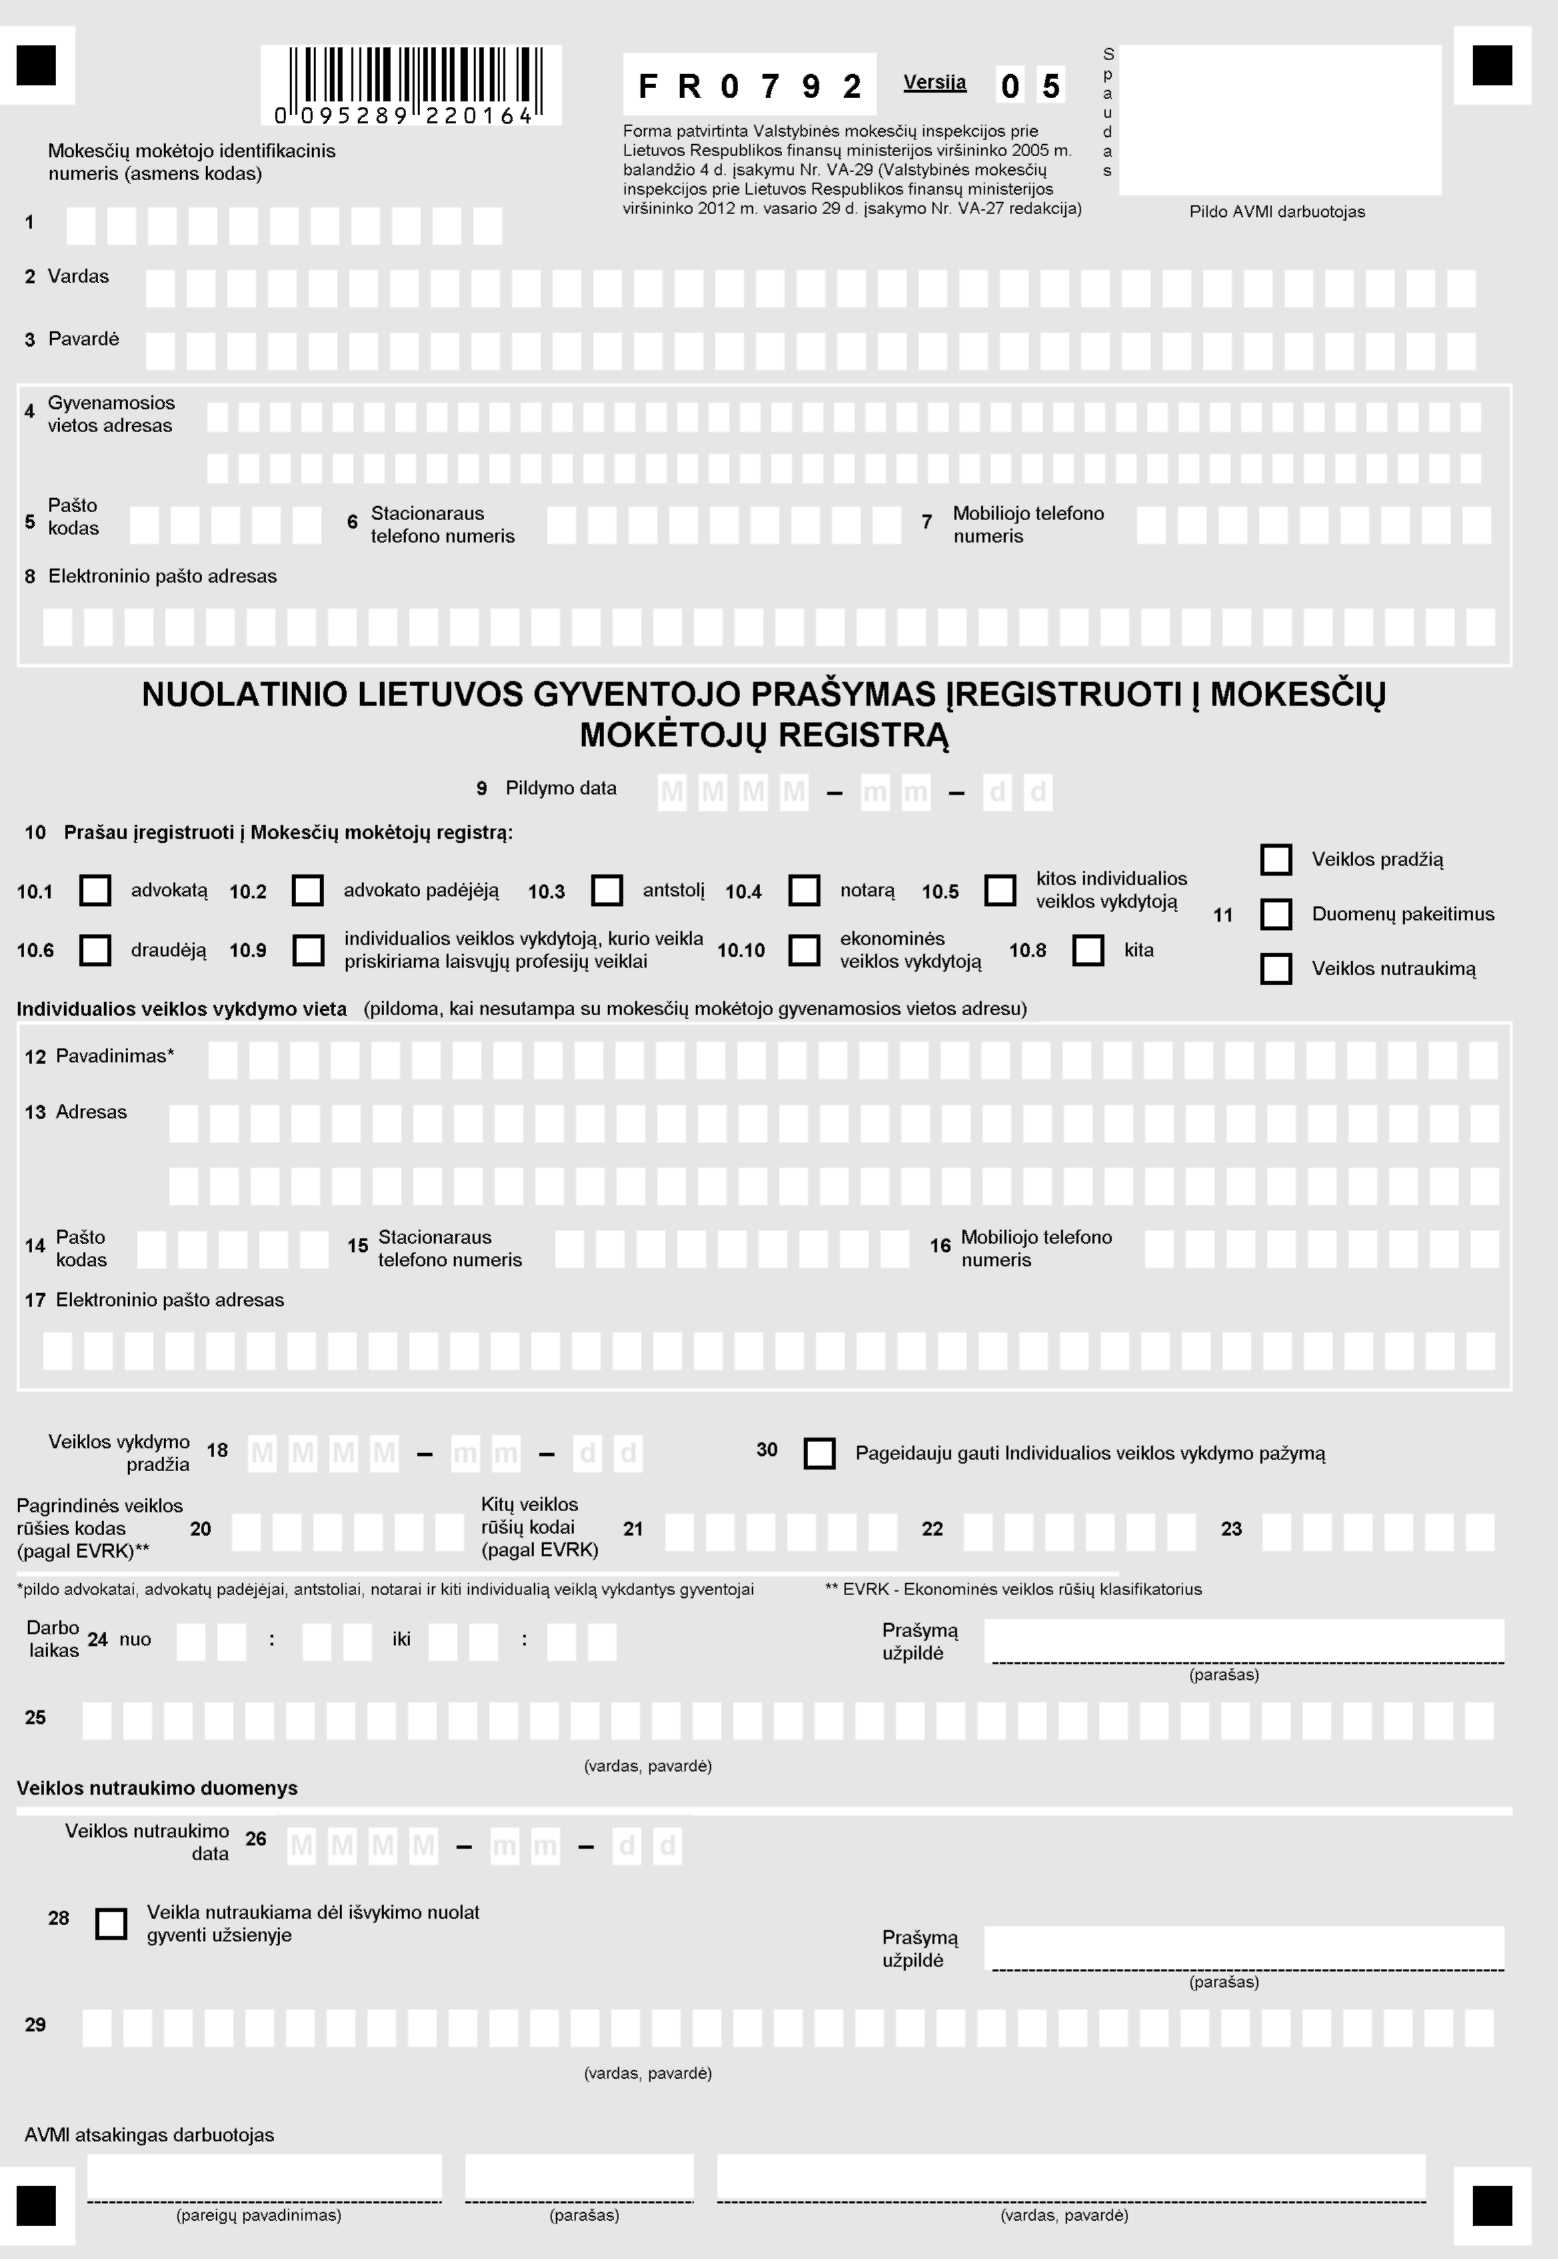 0 095289 220164
F R 0 7 9 2 Versija 0 5
S p a u d a s
Forma patvirtinta Valstybinės mokesčių inspekcijos prie
Lietuvos Respublikos finansų ministerijos viršininko 2005 m.
balandžio 4 d. įsakymu Nr. VA-29 (Valstybinės mokesčių
inspekcijos prie Lietuvos Respublikos finansų ministerijos
viršininko 2012 m. vasario 29 d. įsakymo Nr. VA-27 redakcija)
Pildo AVMI darbuotojas
Mokesčių mokėtojo identifikacinis
numeris (asmens kodas)
1
2 Vardas
3 Pavardė
4 Gyvenamosios
vietos adresas
5 Pašto
kodas
6 Stacionaraus
telefono numeris
7 Mobiliojo telefono
numeris
8 Elektroninio pašto adresas
NUOLATINIO LIETUVOS GYVENTOJO PRAŠYMAS ĮREGISTRUOTI Į MOKESČIŲ
MOKĖTOJŲ REGISTRĄ
9 Pildymo data M M M M – m m – d d
10 Prašau įregistruoti į Mokesčių mokėtojų registrą:
10.1 advokatą 10.2 advokato padėjėją 10.3 antstolį 10.4 notarą 10.5 kitos individualios
veiklos vykdytoją
10.6 draudėją 10.9 individualios veiklos vykdytoją, kurio veikla
priskiriama laisvųjų profesijų veiklai
10.10 ekonominės
veiklos vykdytoją
10.8 kita
11
Veiklos pradžią
Duomenų pakeitimus
Veiklos nutraukimą
Individualios veiklos vykdymo vieta (pildoma, kai nesutampa su mokesčių mokėtojo gyvenamosios vietos adresu)
12 Pavadinimas*
13 Adresas
14 Pašto
kodas
15 Stacionaraus
telefono numeris
16 Mobiliojo telefono
numeris
17 Elektroninio pašto adresas
Veiklos vykdymo
pradžia
18 M M M M – m m – d d
30 Pageidauju gauti Individualios veiklos vykdymo pažymą
Pagrindinės veiklos
rūšies kodas
(pagal EVRK)**
20
Kitų veiklos
rūšių kodai
(pagal EVRK)
21 22 23
*pildo advokatai, advokatų padėjėjai, antstoliai, notarai ir kiti individualią veiklą vykdantys gyventojai ** EVRK - Ekonominės veiklos rūšių klasifikatorius
Darbo
laikas
24 nuo : iki :
Prašymą
užpildė
(parašas)
25
(vardas, pavardė)
Veiklos nutraukimo duomenys
Veiklos nutraukimo
data
26 M M M M – m m – d d
28 Veikla nutraukiama dėl išvykimo nuolat
gyventi užsienyje
Prašymą
užpildė
(parašas)
29
(vardas, pavardė)
AVMI atsakingas darbuotojas
(pareigų pavadinimas) (parašas) (vardas, pavardė)